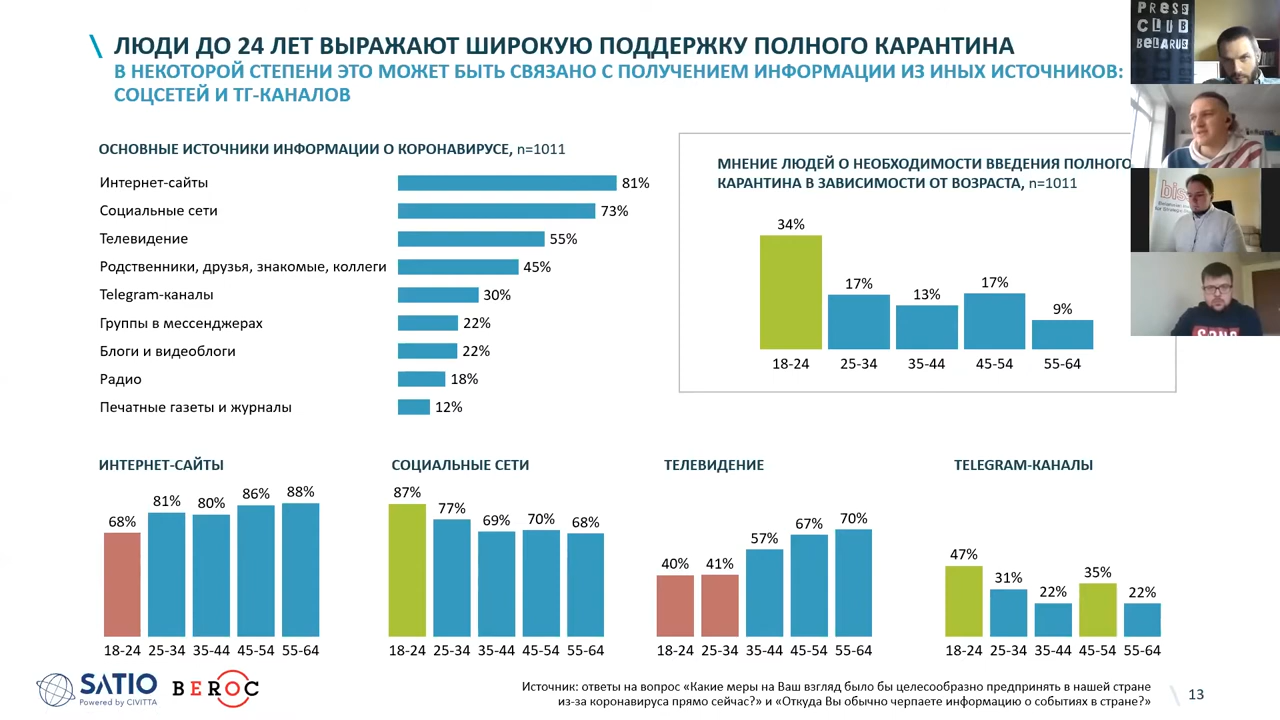 ЛЮДИ ДО 24 ЛЕТ ВЫРАЖАЮТ ШИРОКУЮ ПОДДЕРЖКУ ПОЛНОГО КАРАНТИНА
В НЕКОТОРОЙ СТЕПЕНИ ЭТО МОЖЕТ БЫТЬ СВЯЗАНО С ПОЛУЧЕНИЕМ ИНФОРМАЦИИ ИЗ ИНЫХ ИСТОЧНИКОВ:
СОЦСЕТЕЙ И ТГ-КАНАЛОВ
PRESS
CLUB
BELARUS
ОСНОВНЫЕ ИСТОЧНИКИ ИНФОРМАЦИИ О КОРОНАВИРУСЕ, n=1011
Интернет-сайты 81%
Социальные сети 73%
Телевидение 55%
Родственники, друзья, знакомые, коллеги 45%
Telegram-каналы 30%
Группы в мессенджерах 22%
Блоги и видеоблоги 22%
Радио 18%
Печатные газеты и журналы 12%
МНЕНИЕ ЛЮДЕЙ О НЕОБХОДИМОСТИ ВВЕДЕНИЯ ПОЛНОГО
КАРАНТИНА В ЗАВИСИМОСТИ ОТ ВОЗРАСТА, n=1011
34% 17% 13% 17% 9%
18-24 25-34 35-44 45-54 55-64
ИНТЕРНЕТ-САЙТЫ
68% 81% 80% 86% 88%
18-24 25-34 35-44 45-54 55-64
СОЦИАЛЬНЫЕ СЕТИ
87% 77% 69% 70% 68%
18-24 25-34 35-44 45-54 55-64
ТЕЛЕВИДЕНИЕ
40% 41% 57% 67% 70%
18-24 25-34 35-44 45-54 55-64
TELEGRAM-КАНАЛЫ
47% 31% 22% 35% 22%
18-24 25-34 35-44 45-54 55-64
SATIO
Powered by CIVITTA
BEROC
Источник: ответы на вопрос «Какие меры на Ваш взгляд было бы целесообразно предпринять в нашей стране
из-за коронавируса прямо сейчас?» и «Откуда Вы обычно черпаете информацию о событиях в стране?»
13